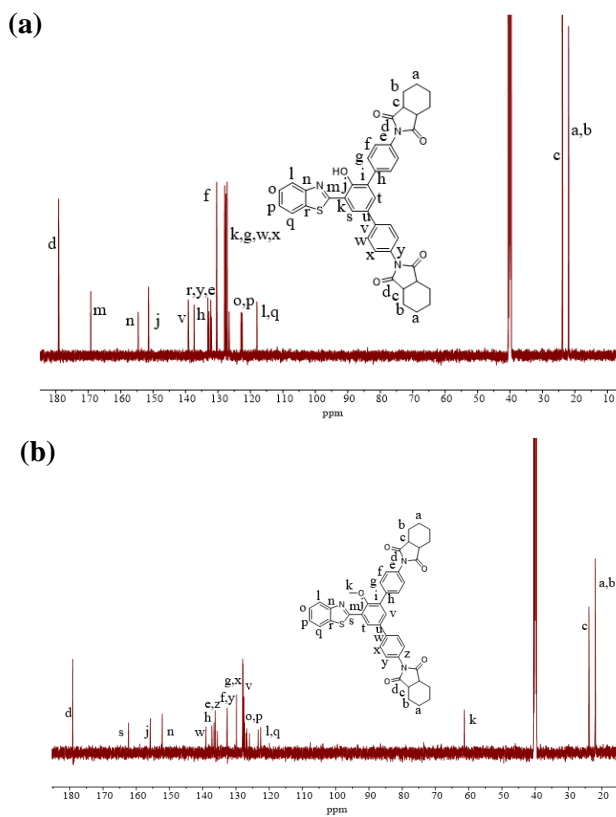 (a)
a
b
c
O
d
N
O
e
f
g
h
HO
i
l
n
N
j
o
m
t
p
S
k
r
s
u
q
v
w
x
y
N
O
O
d
c
b
a
d
m
n
j
v
r,y,e
h
f
k,g,w,x
o,p
l,q
c
a,b
180 170 160 150 140 130 120 110 100 90 80 70 60 50 40 30 20 10
ppm
(b)
a
b
c
O
d
N
O
e
f
g
h
k
O
i
l
n
N
j
o
m
v
p
S
s
r
t
u
q
w
x
y
z
N
O
O
d
c
b
a
d
s
j
n
w
h
e,z
f,y
g,x
v
o,p
l,q
k
c
a,b
180 170 160 150 140 130 120 110 100 90 80 70 60 50 40 30 20
ppm